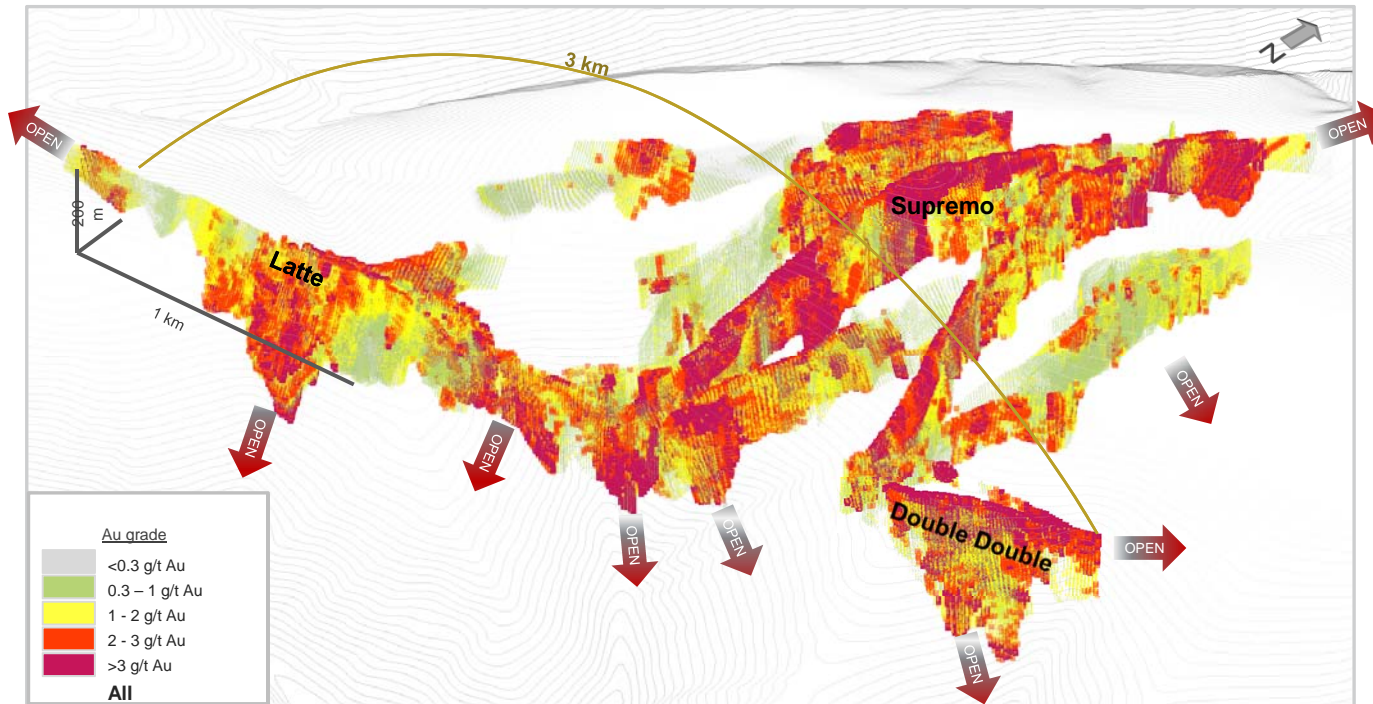 N
3 km
OPEN
OPEN
200
m
Supremo
Latte
1 km
OPEN
OPEN
OPEN
OPEN
OPEN
Double Double
OPEN
OPEN
Au grade
<0.3 g/t Au
0.3 – 1 g/t Au
1 - 2 g/t Au
2 - 3 g/t Au
>3 g/t Au
All